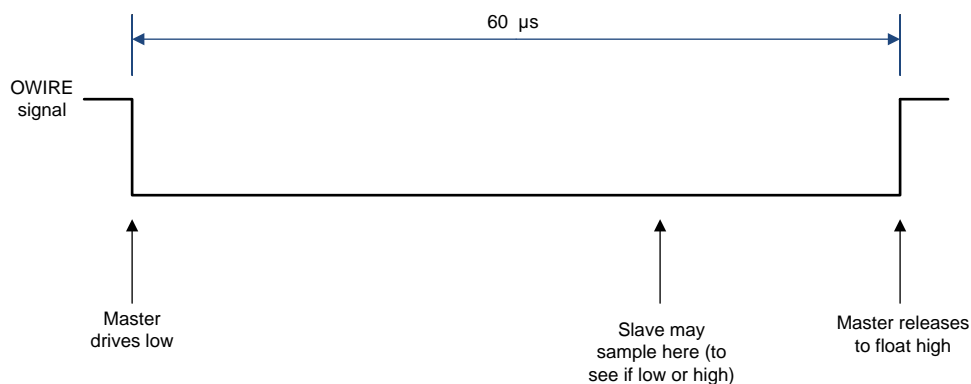 60 µs
OWIRE
signal
Master
drives low
Slave may
sample here (to
see if low or high)
Master releases
to float high